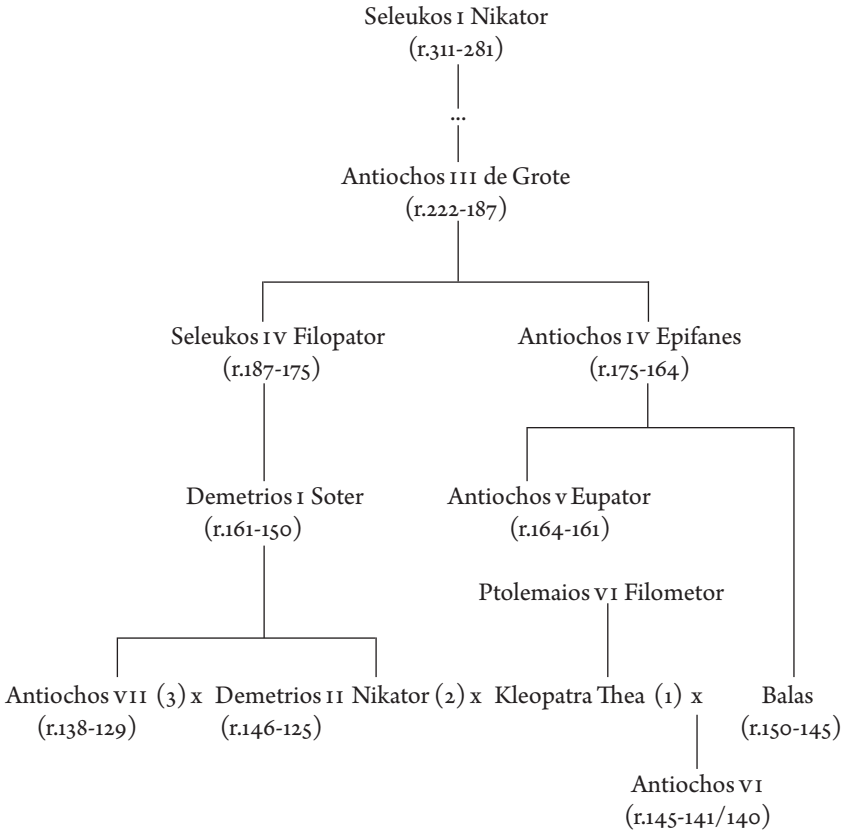 Seleukos I Nikator
(r.311-281)
...
Antiochos III de Grote
(r.222-187)
Seleukos IV Filopator
(r.187-175)
Antiochos IV Epifanes
(r.175-164)
Demetrios I Soter
(r.161-150)
Antiochos V Eupator
(r.164-161)
Ptolemaios VI Filometor
Antiochos VII (3) x Demetrios II Nikator (2) x Kleopatra Thea (1) x Balas
(r.138-129) (r.146-125) (r.150-145)
Antiochos VI
(r.145-141/140)